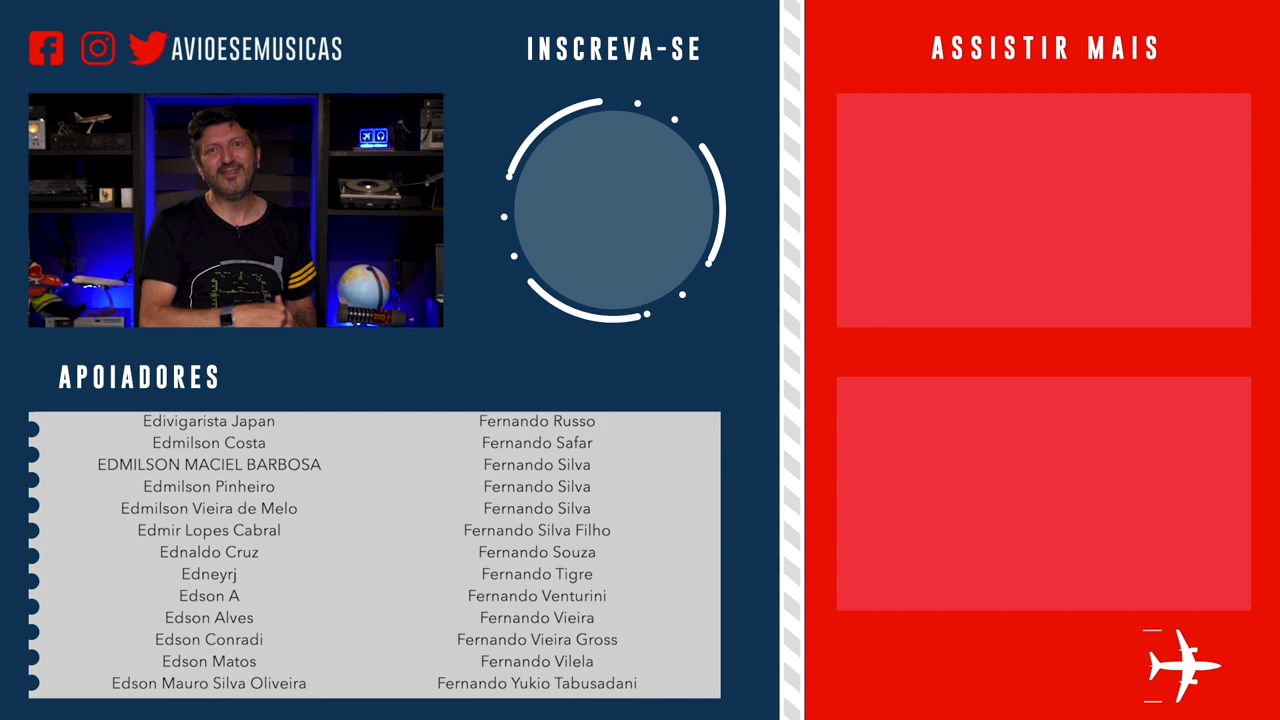 AVIOESEMUSICAS
INSCREVA-SE
ASSISTIR MAIS
APOIADORES
Edivigarista Japan
Edmilson Costa
EDMILSON MACIEL BARBOSA
Edmilson Pinheiro
Edmilson Vieira de Melo
Edmir Lopes Cabral
Ednaldo Cruz
Edneyrj
Edson A
Edson Alves
Edson Conradi
Edson Matos
Edson Mauro Silva Oliveira
Fernando Russo
Fernando Safar
Fernando Silva
Fernando Silva
Fernando Silva
Fernando Silva Filho
Fernando Souza
Fernando Tigre
Fernando Venturini
Fernando Vieira
Fernando Vieira Gross
Fernando Vilela
Fernando Yukio Tabusadani